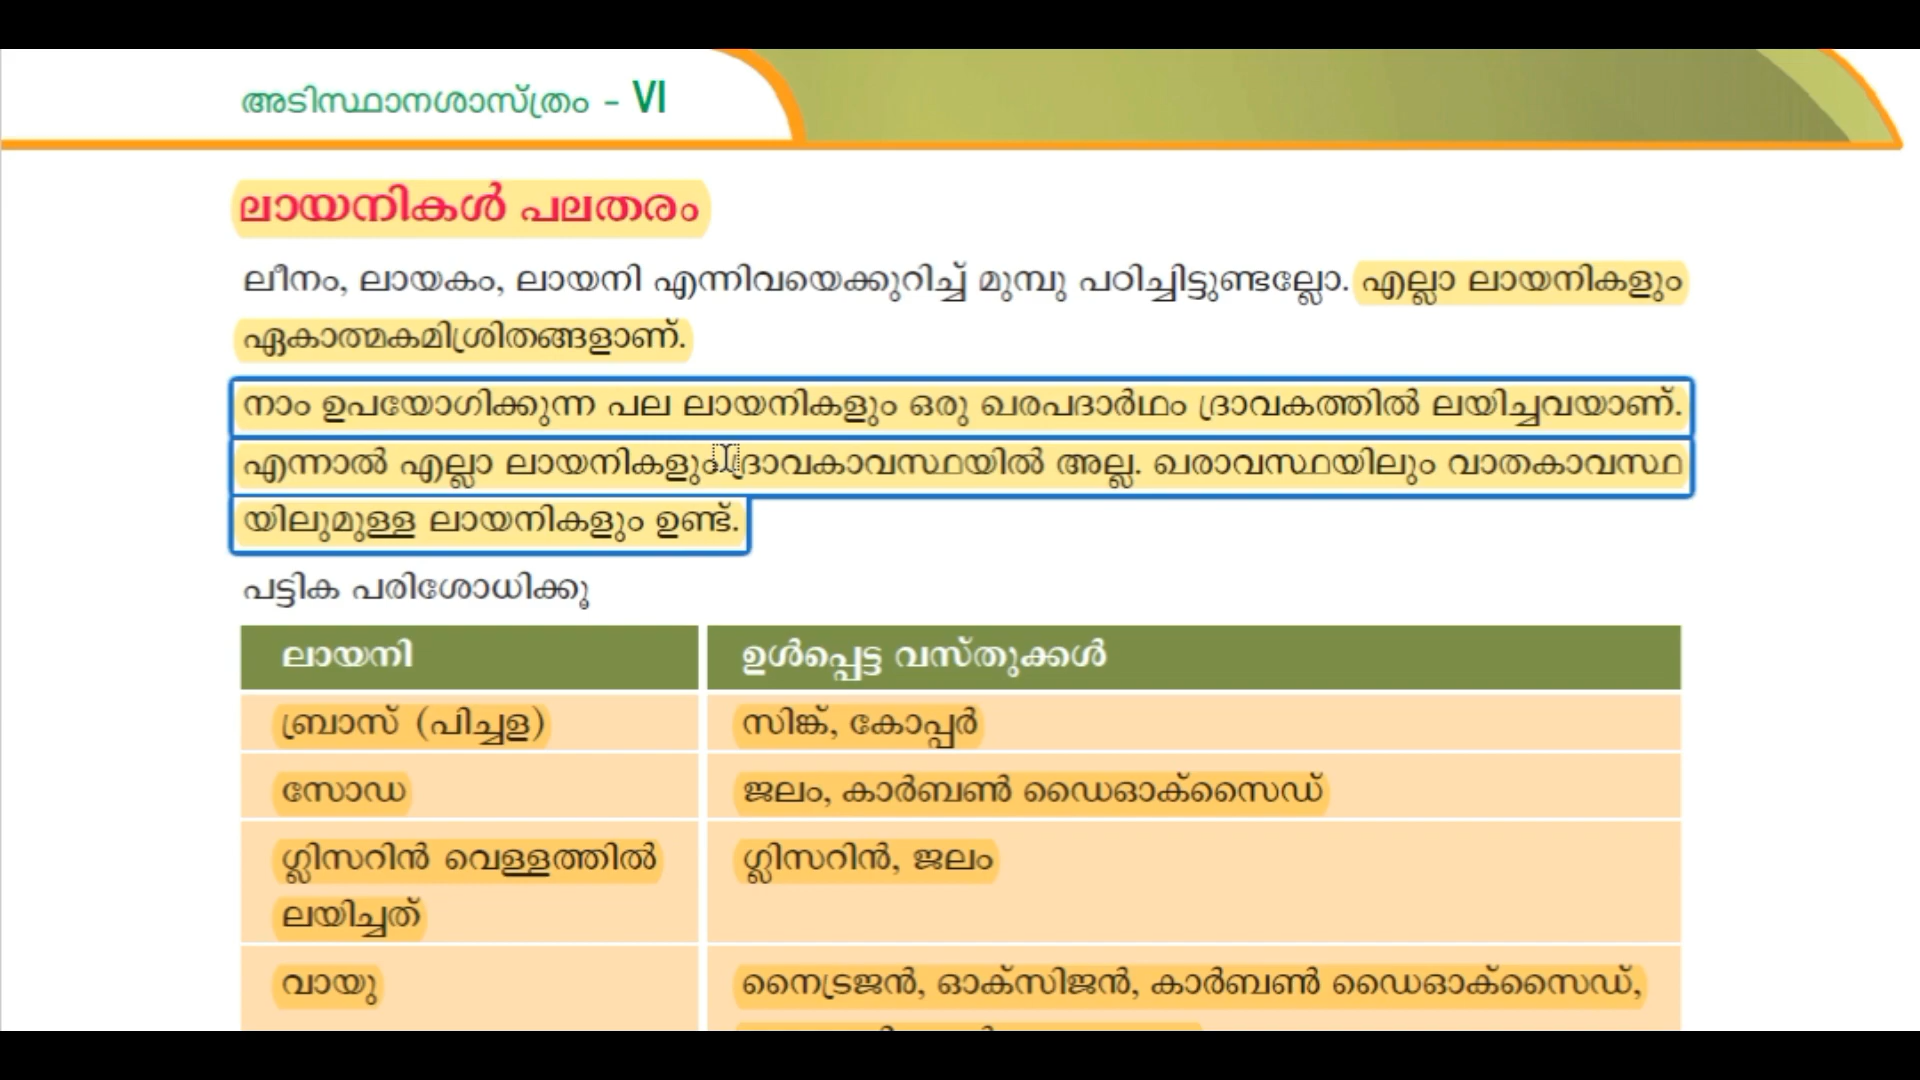 അടിസ്ഥാനശാസ്ത്രം - VI
ലായനികൾ പലതരം
ലീനം, ലായകം, ലായനി എന്നിവയെക്കുറിച്ച് മുമ്പു പഠിച്ചിട്ടുണ്ടല്ലോ. എല്ലാ ലായനികളും
ഏകാത്മകമിശ്രിതങ്ങളാണ്.
നാം ഉപയോഗിക്കുന്ന പല ലായനികളും ഒരു ഖരപദാർഥം ദ്രാവകത്തിൽ ലയിച്ചവയാണ്.
എന്നാൽ എല്ലാ ലായനികളും ദ്രാവകാവസ്ഥയിൽ അല്ല. ഖരാവസ്ഥയിലും വാതകാവസ്ഥ
യിലുമുള്ള ലായനികളും ഉണ്ട്.
പട്ടിക പരിശോധിക്കൂ
ലായനി ഉൾപ്പെട്ട വസ്തുക്കൾ
ബ്രാസ് (പിച്ചള) സിങ്ക്, കോപ്പർ
സോഡ ജലം, കാർബൺ ഡൈഓക്സൈഡ്
ഗ്ലിസറിൻ വെള്ളത്തിൽ ഗ്ലിസറിൻ, ജലം
ലയിച്ചത്
വായു നൈട്രജൻ, ഓക്സിജൻ, കാർബൺ ഡൈഓക്സൈഡ്,